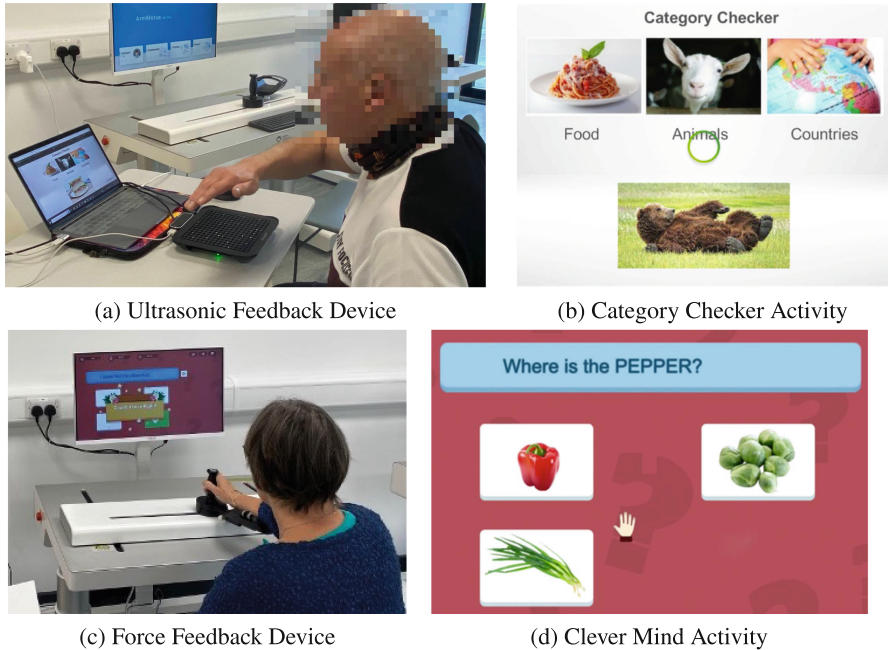 ArmMotus
Category Checker
Food Animals Countries
(a) Ultrasonic Feedback Device
(b) Category Checker Activity
Where is the PEPPER?
(c) Force Feedback Device
(d) Clever Mind Activity